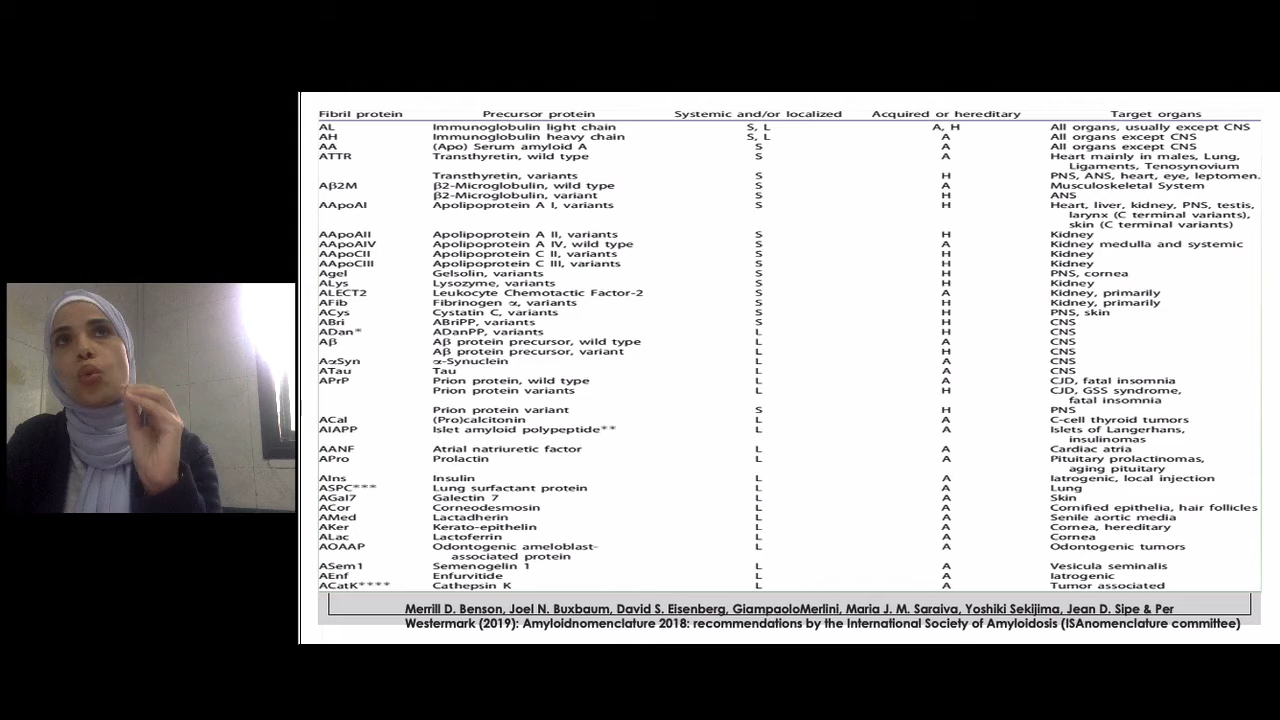 Fibril protein Precursor protein Systemic and/or localized Acquired or hereditary Target organs
AL Immunoglobulin light chain S, L A, H All organs, usually except CNS
AH Immunoglobulin heavy chain S, L A All organs except CNS
AA (Apo) Serum amyloid A S A All organs except CNS
ATTR Transthyretin, wild type S A Heart mainly in males, Lung,
Ligaments, Tenosynovium
Transthyretin, variants S H PNS, ANS, heart, eye, leptomen.
Aβ2M β2-Microglobulin, wild type S A Musculoskeletal System
β2-Microglobulin, variant S H ANS
AApoAI Apolipoprotein A I, variants S H Heart, liver, kidney, PNS, testis,
larynx (C terminal variants),
skin (C terminal variants)
AApoAII Apolipoprotein A II, variants S H Kidney
AApoAIV Apolipoprotein A IV, wild type S A Kidney medulla and systemic
AApoCII Apolipoprotein C II, variants S H Kidney
AApoCIII Apolipoprotein C III, variants S H Kidney
Agel Gelsolin, variants S H PNS, cornea
ALys Lysozyme, variants S H Kidney
ALECT2 Leukocyte Chemotactic Factor-2 S A Kidney, primarily
AFib Fibrinogen α, variants S H Kidney, primarily
ACys Cystatin C, variants S H PNS, skin
ABri ABriPP, variants S H CNS
ADan* ADanPP, variants L H CNS
Aβ Aβ protein precursor, wild type L A CNS
Aβ protein precursor, variant L H CNS
AαSyn α-Synuclein L A CNS
ATau Tau L A CNS
APrP Prion protein, wild type L A CJD, fatal insomnia
Prion protein variants L H CJD, GSS syndrome,
fatal insomnia
Prion protein variant S H PNS
ACal (Pro)calcitonin L A C-cell thyroid tumors
AIAPP Islet amyloid polypeptide** L A Islets of Langerhans,
insulinomas
AANF Atrial natriuretic factor L A Cardiac atria
APro Prolactin L A Pituitary prolactinomas,
aging pituitary
AIns Insulin L A Iatrogenic, local injection
ASPC*** Lung surfactant protein L A Lung
AGal7 Galectin 7 L A Skin
ACor Corneodesmosin L A Cornified epithelia, hair follicles
AMed Lactadherin L A Senile aortic media
AKer Kerato-epithelin L A Cornea, hereditary
ALac Lactoferrin L A Cornea
AOAAP Odontogenic ameloblast- L A Odontogenic tumors
associated protein
ASem1 Semenogelin 1 L A Vesicula seminalis
AEnf Enfurvitide L A Iatrogenic
ACatK**** Cathepsin K L A Tumor associated
Merrill D. Benson, Joel N. Buxbaum, David S. Eisenberg, GiampaoloMerlini, Maria J. M. Saraiva, Yoshiki Sekijima, Jean D. Sipe & Per
Westermark (2019): Amyloidnomenclature 2018: recommendations by the International Society of Amyloidosis (ISAnomenclature committee)